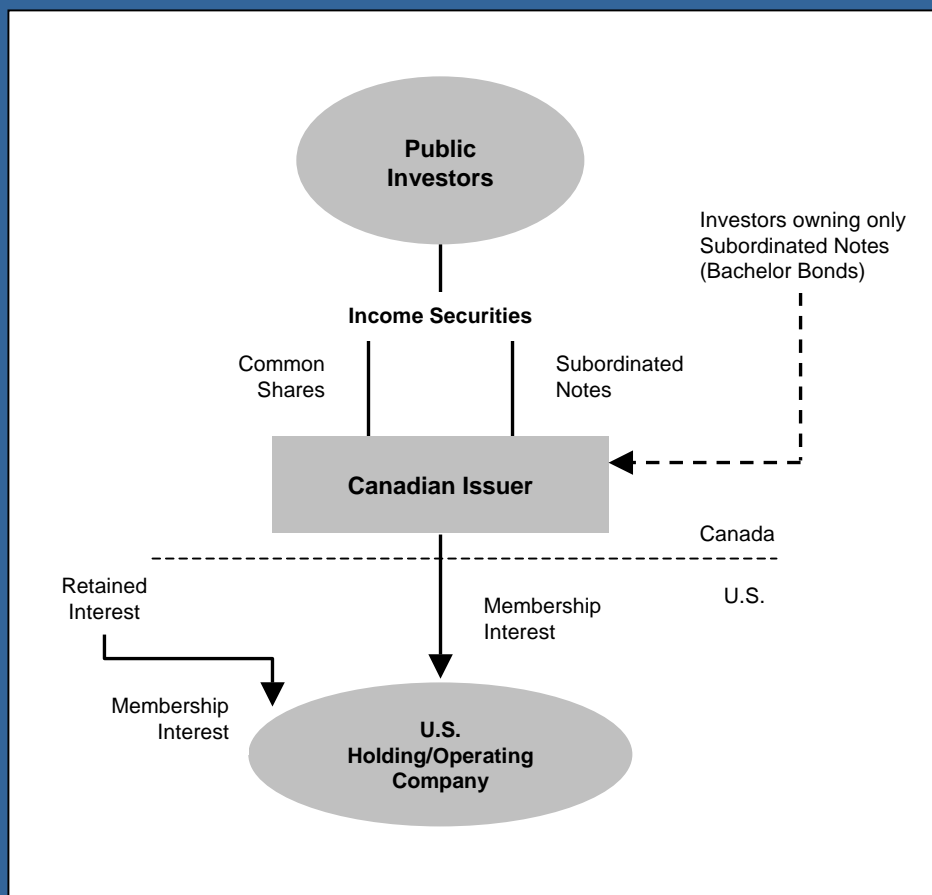 Public
Investors
Investors owning only
Subordinated Notes
(Bachelor Bonds)
Income Securities
Common
Shares
Subordinated
Notes
Canadian Issuer
Canada
U.S.
Retained
Interest
Membership
Interest
Membership
Interest
U.S.
Holding/Operating
Company